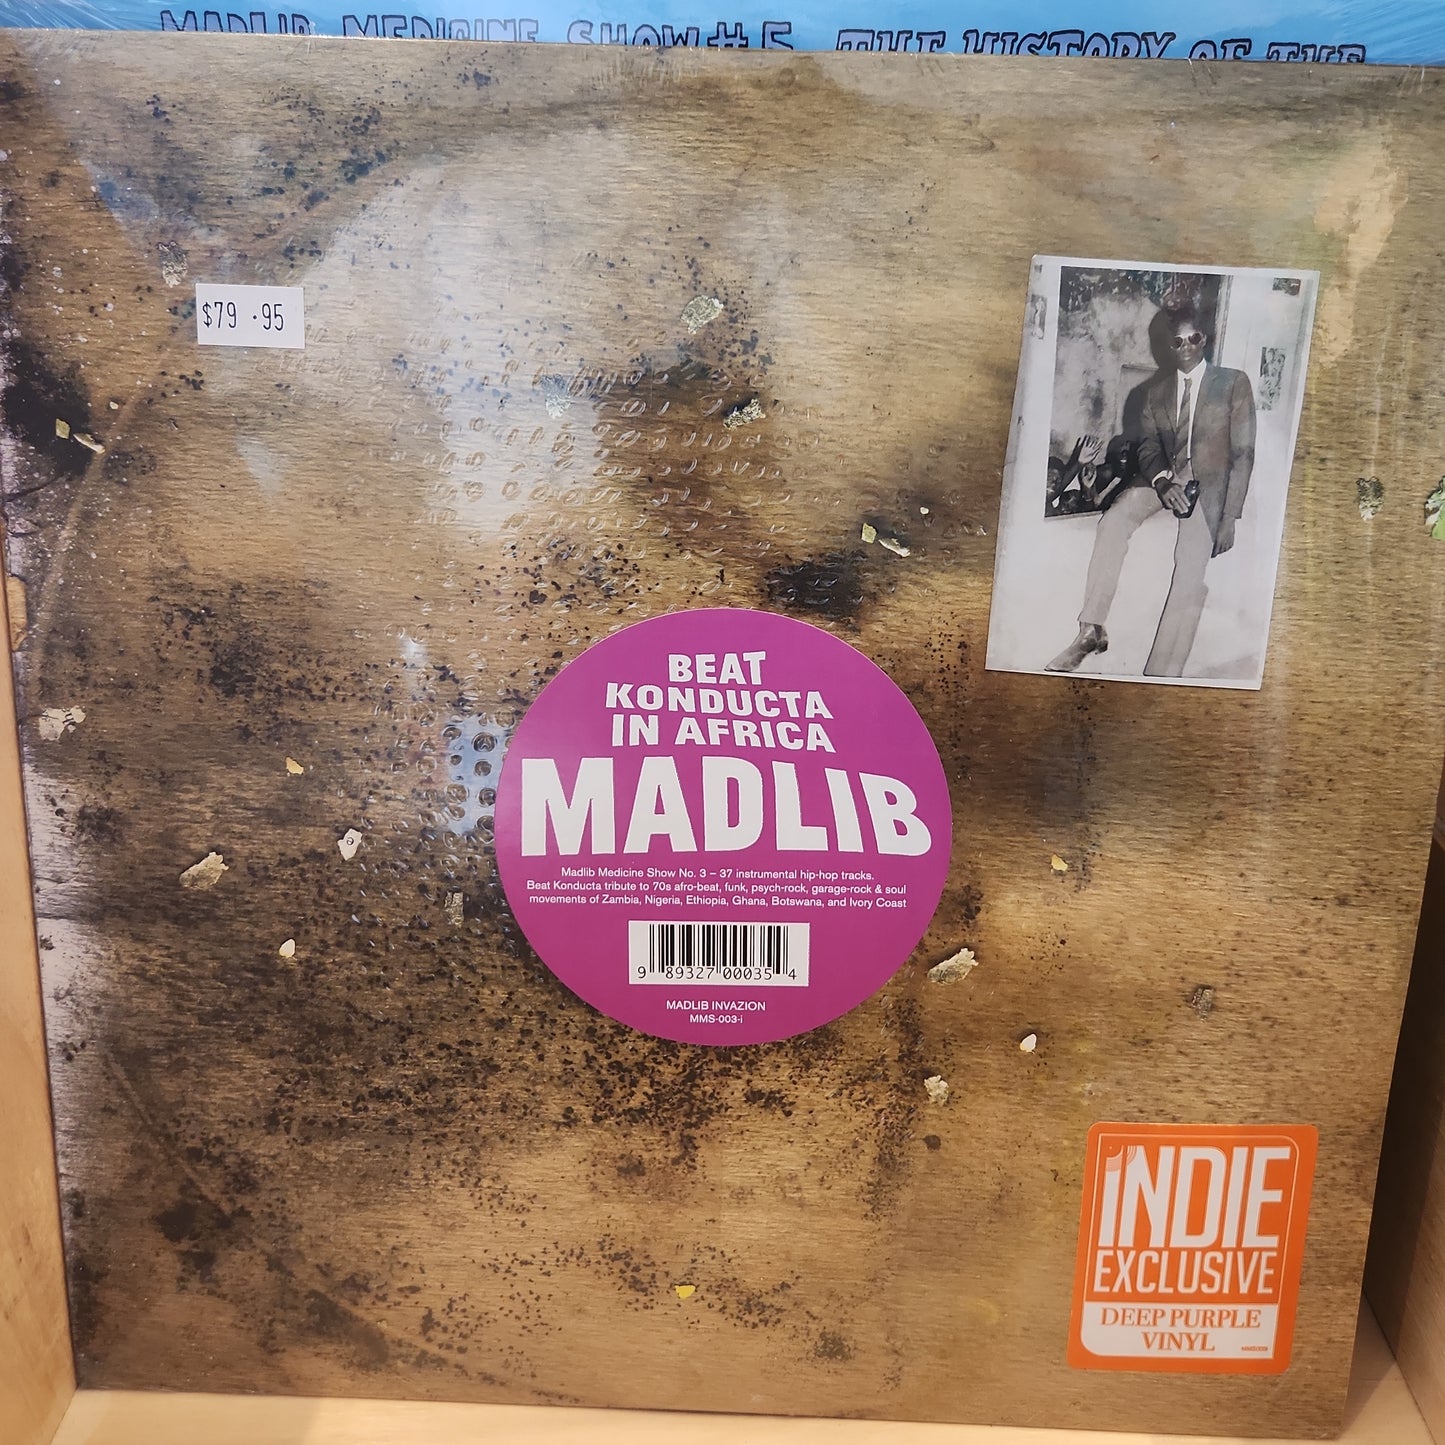 MADLIB MEDICINE SHOW #5 THE HISTORY OF THE
$79.95
BEAT
KONDUCTA
IN AFRICA
MADLIB
Madlib Medicine Show No. 3 – 37 instrumental hip-hop tracks.
Beat Konducta tribute to 70s afro-beat, funk, psych-rock, garage-rock & soul
movements of Zambia, Nigeria, Ethiopia, Ghana, Botswana, and Ivory Coast
9 89327 00035 4
MADLIB INVAZION
MMS-003-i
iNDIE
EXCLUSIVE
DEEP PURPLE
VINYL